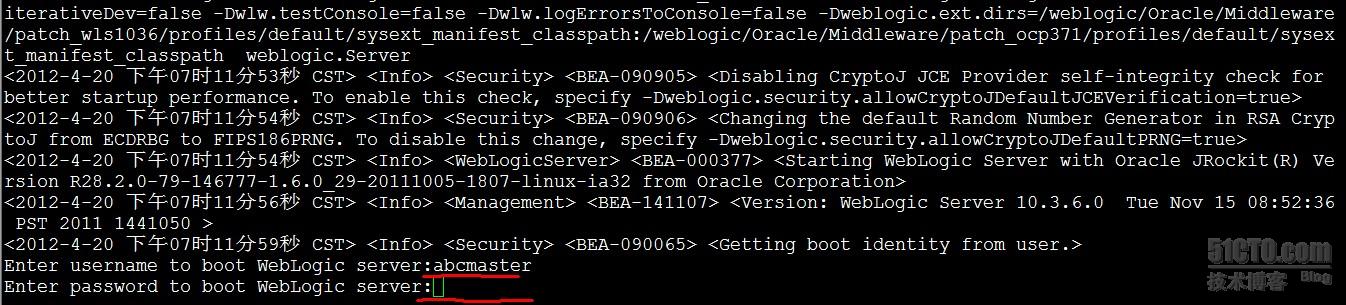 iterativeDev=false -Dwlw.testConsole=false -Dwlw.logErrorsToConsole=false -Dweblogic.ext.dirs=/weblogic/Oracle/Middleware
/patch_wls1036/profiles/default/sysext_manifest_classpath:/weblogic/Oracle/Middleware/patch_ocp371/profiles/default/sysex
t_manifest_classpath  weblogic.Server
<2012-4-20 下午07时11分53秒 CST> <Info> <Security> <BEA-090905> <Disabling CryptoJ JCE Provider self-integrity check for
better startup performance. To enable this check, specify -Dweblogic.security.allowCryptoJDefaultJCEVerification=true>
<2012-4-20 下午07时11分54秒 CST> <Info> <Security> <BEA-090906> <Changing the default Random Number Generator in RSA Cryp
toJ from ECDRBG to FIPS186PRNG. To disable this change, specify -Dweblogic.security.allowCryptoJDefaultPRNG=true>
<2012-4-20 下午07时11分54秒 CST> <Info> <WebLogicServer> <BEA-000377> <Starting WebLogic Server with Oracle JRockit(R) Ve
rsion R28.2.0-79-146777-1.6.0_29-20111005-1807-linux-ia32 from Oracle Corporation>
<2012-4-20 下午07时11分56秒 CST> <Info> <Management> <BEA-141107> <Version: WebLogic Server 10.3.6.0  Tue Nov 15 08:52:36
 PST 2011 1441050 >
<2012-4-20 下午07时11分59秒 CST> <Info> <Security> <BEA-090065> <Getting boot identity from user.>
Enter username to boot WebLogic server:abcmaster
Enter password to boot WebLogic server:
51CTO.com
技术博客 Blog